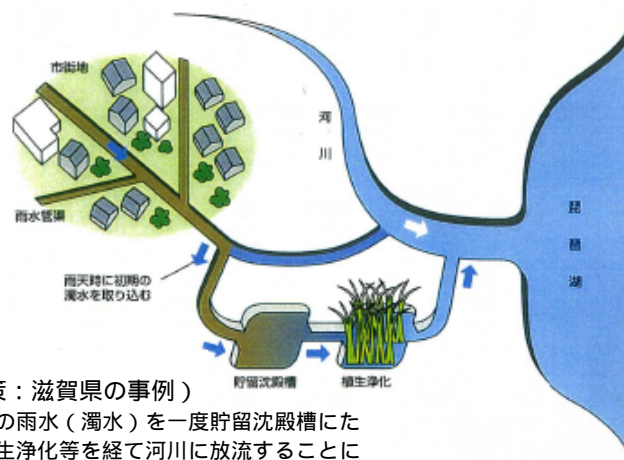 市街地
河川
琵琶湖
雨水管渠
雨天時に初期の
濁水を取り込む
貯留沈殿槽
植生浄化
策：滋賀県の事例）
の雨水（濁水）を一度貯留沈殿槽にた
生浄化等を経て河川に放流することに